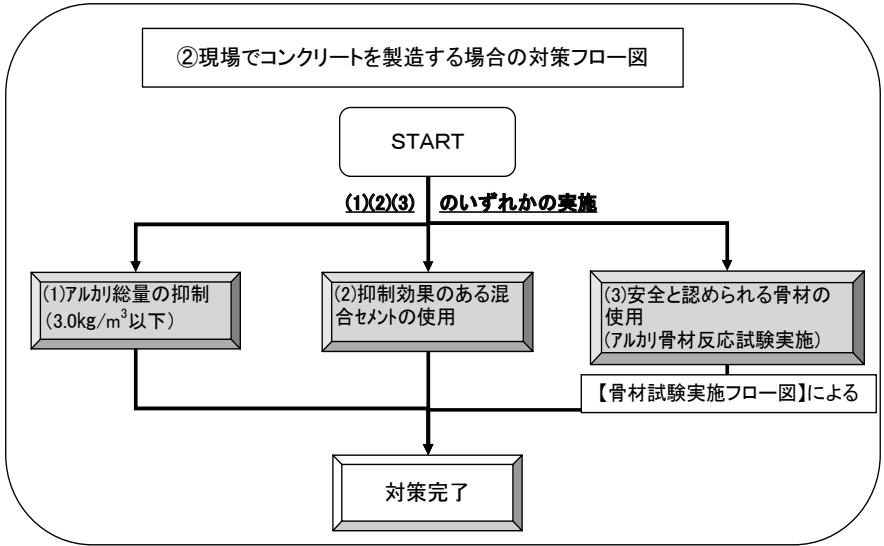 ②現場でコンクリートを製造する場合の対策フロー図
START
(1)(2)(3) のいずれかの実施
(1)アルカリ総量の抑制
(3.0kg/m³以下)
(2)抑制効果のある混
合セメントの使用
(3)安全と認められる骨材の
使用
(アルカリ骨材反応試験実施)
【骨材試験実施フロー図】による
対策完了